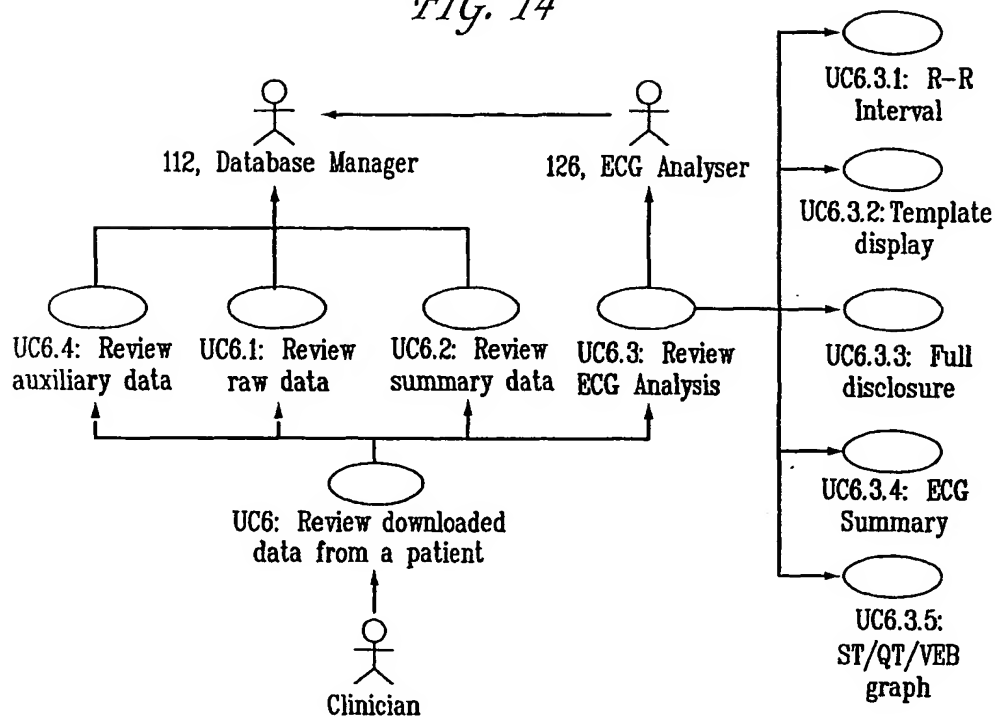 FIG. 14
UC6.3.1: R-R
Interval
112, Database Manager
126, ECG Analyser
UC6.3.2: Template
display
UC6.4: Review
auxiliary data
UC6.1: Review
raw data
UC6.2: Review
summary data
UC6.3: Review
ECG Analysis
UC6.3.3: Full
disclosure
UC6.3.4: ECG
Summary
UC6: Review downloaded
data from a patient
UC6.3.5:
ST/QT/VEB
graph
Clinician